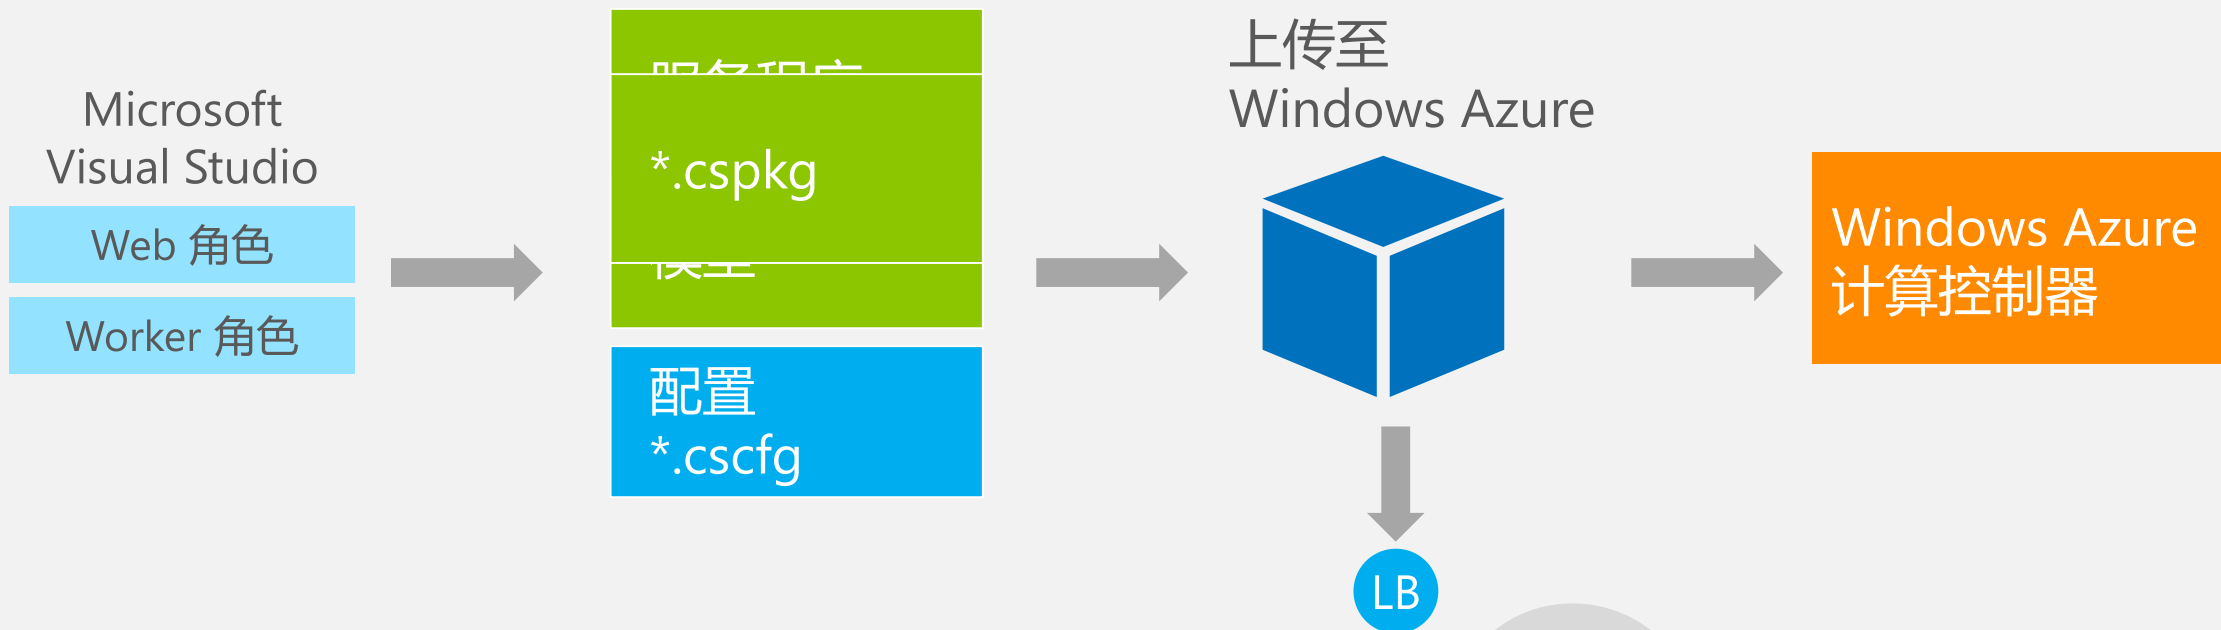 Microsoft
Visual Studio
Web 角色
Worker 角色
*.cspkg
配置
*.cscfg
上传至
Windows Azure
LB
Windows Azure
计算控制器